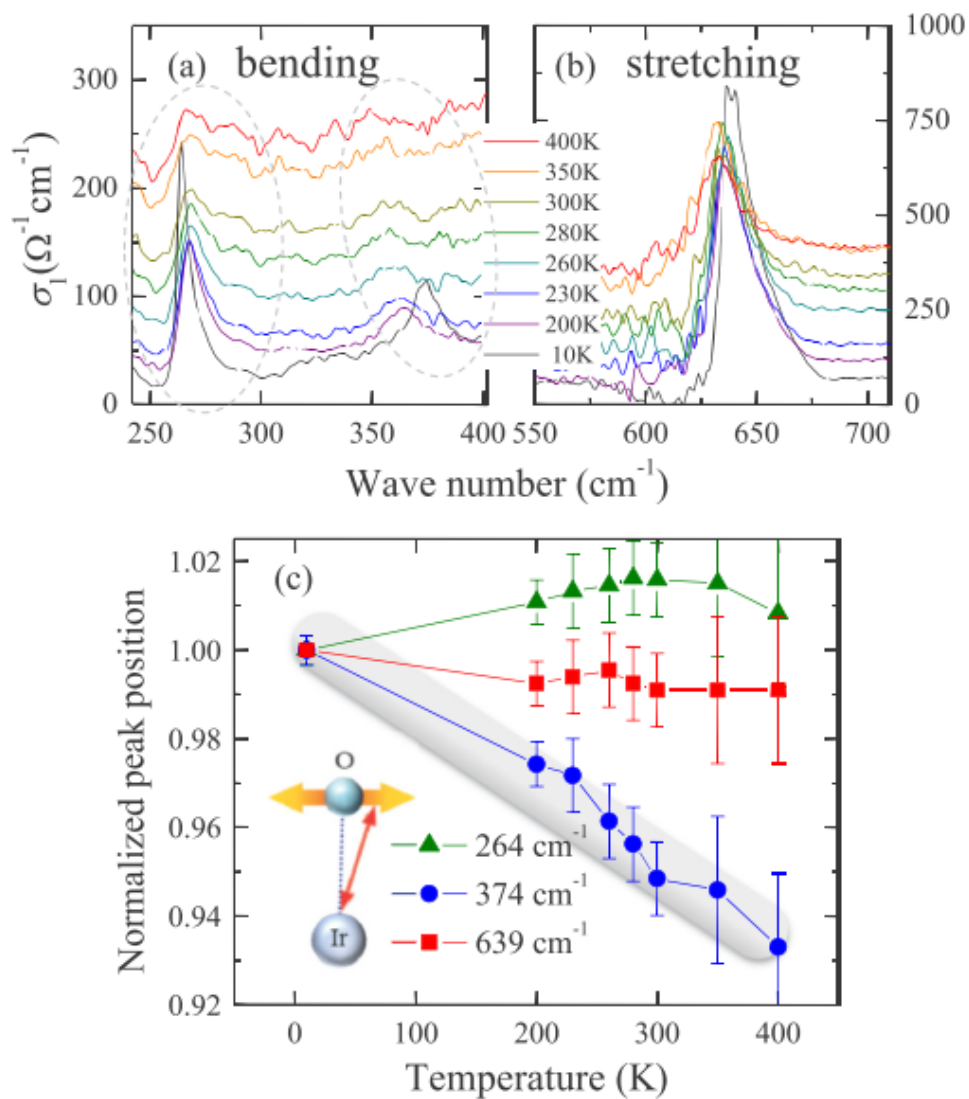 (a) bending
(b) stretching
σ₁(Ω⁻¹cm⁻¹)
300
200
100
0
1000
750
500
250
0
400K
350K
300K
280K
260K
230K
200K
10K
250 300 350 400
550 600 650 700
Wave number (cm⁻¹)
(c)
Normalized peak position
1.02
1.00
0.98
0.96
0.94
0.92
O
Ir
264 cm⁻¹
374 cm⁻¹
639 cm⁻¹
0 100 200 300 400
Temperature (K)